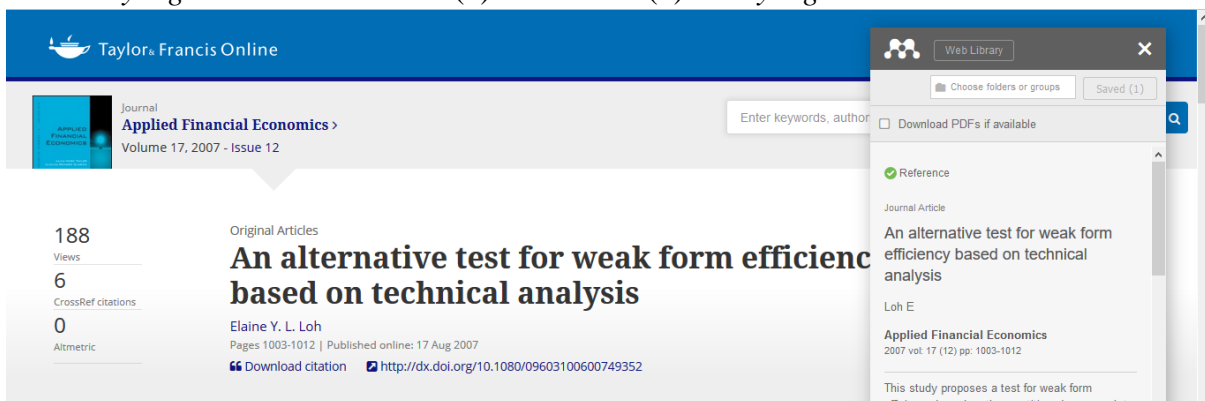 Taylor & Francis Online
Web Library
Choose folders or groups
Saved (1)
Download PDFs if available
Journal
Applied Financial Economics >
Volume 17, 2007 - Issue 12
Enter keywords, author
APPLIED
FINANCIAL
ECONOMICS
188
Views
6
CrossRef citations
0
Altmetric
Original Articles
An alternative test for weak form efficienc
based on technical analysis
Elaine Y. L. Loh
Pages 1003-1012 | Published online: 17 Aug 2007
Download citation
http://dx.doi.org/10.1080/09603100600749352
Reference
Journal Article
An alternative test for weak form
efficiency based on technical
analysis
Loh E
Applied Financial Economics
2007 vol: 17 (12) pp: 1003-1012
This study proposes a test for weak form